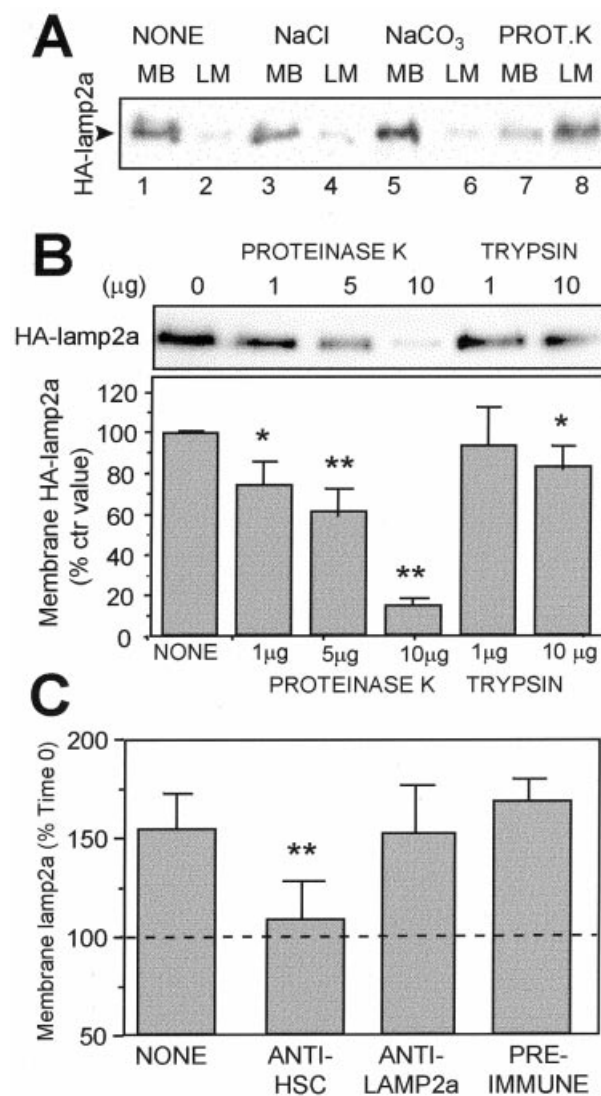 A
NONE NaCl NaCO3 PROT.K
MB LM MB LM MB LM MB LM
HA-lamp2a
1 2 3 4 5 6 7 8
B
PROTEINASE K TRYPSIN
(μg) 0 1 5 10 1 10
HA-lamp2a
Membrane HA-lamp2a
(% ctr value)
120
100
80
60
40
20
0
* ** ** *
NONE 1μg 5μg 10μg 1μg 10 μg
PROTEINASE K TRYPSIN
C
Membrane lamp2a (% Time 0)
200
150
100
50
**
NONE ANTI- ANTI- PRE-
HSC LAMP2a IMMUNE